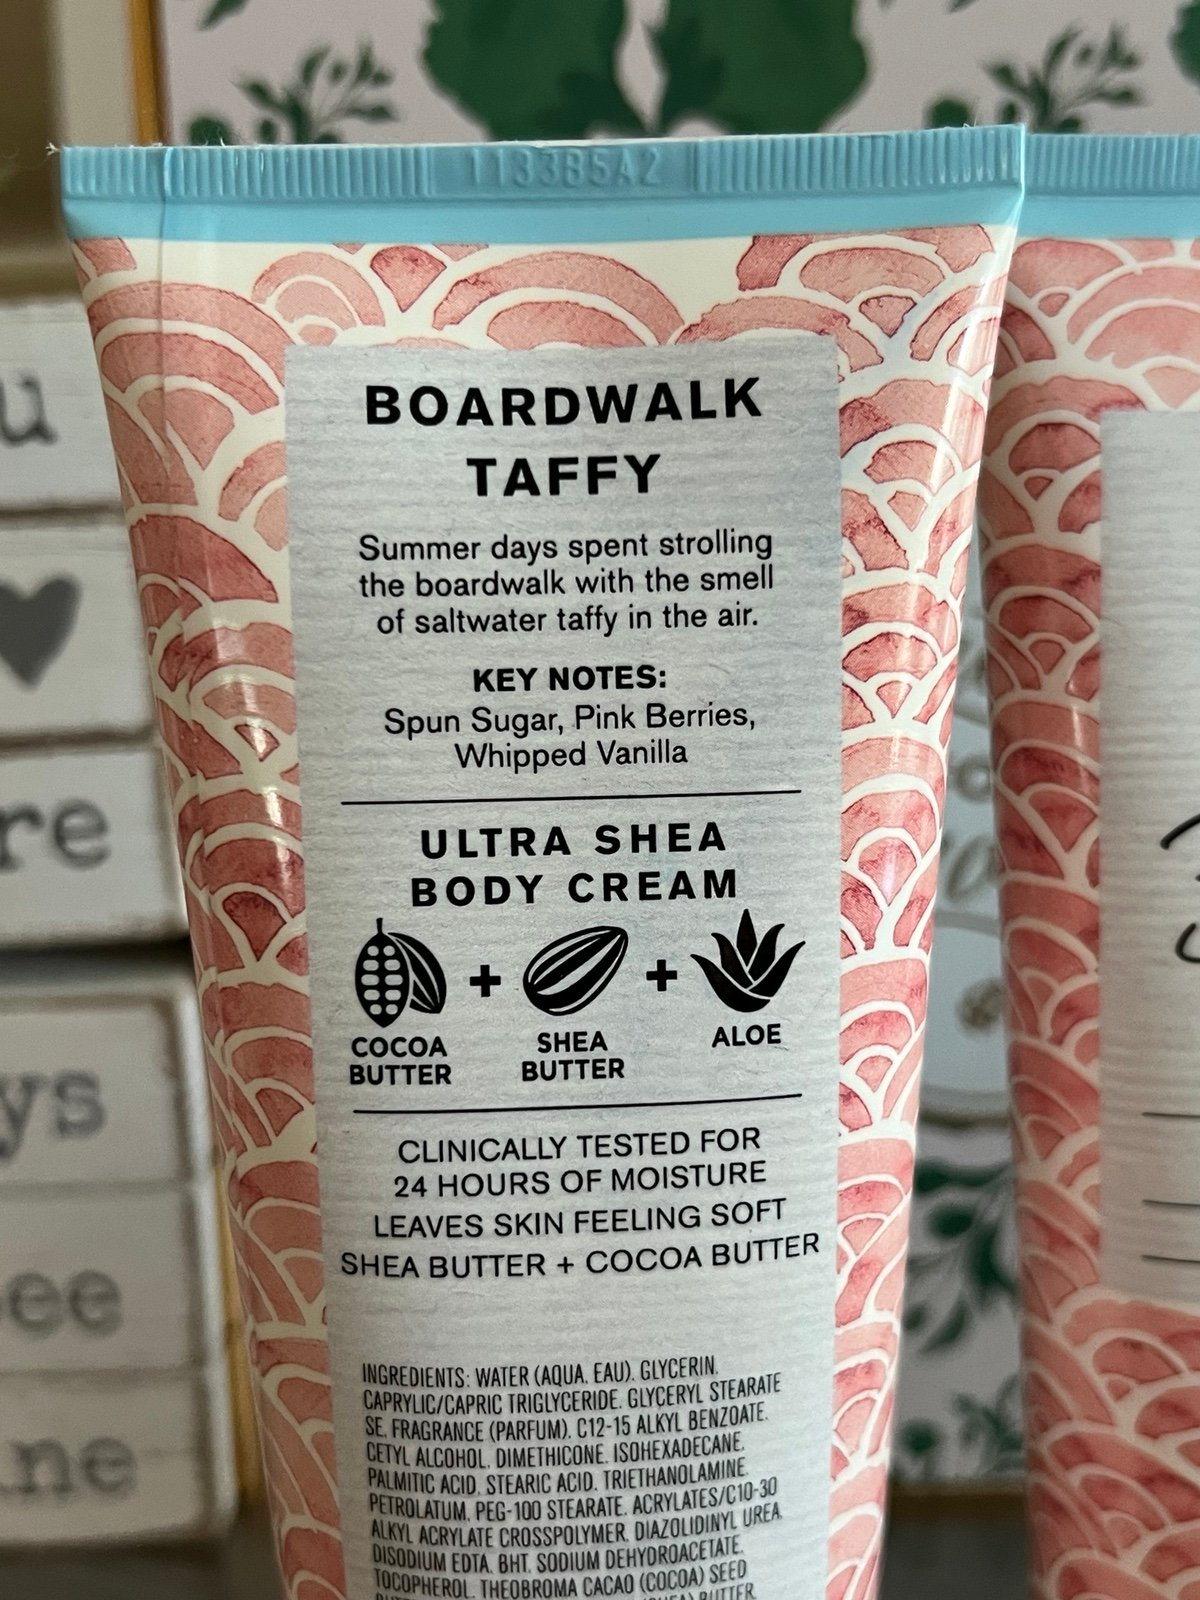 1133B5A2
BOARDWALK
TAFFY
Summer days spent strolling
the boardwalk with the smell
of saltwater taffy in the air.
KEY NOTES:
Spun Sugar, Pink Berries,
Whipped Vanilla
ULTRA SHEA
BODY CREAM
COCOA
BUTTER
+
SHEA
BUTTER
+
ALOE
CLINICALLY TESTED FOR
24 HOURS OF MOISTURE
LEAVES SKIN FEELING SOFT
SHEA BUTTER + COCOA BUTTER
INGREDIENTS: WATER (AQUA, EAU), GLYCERIN,
CAPRYLIC/CAPRIC TRIGLYCERIDE, GLYCERYL STEARATE
SE, FRAGRANCE (PARFUM), C12-15 ALKYL BENZOATE,
CETYL ALCOHOL, DIMETHICONE, ISOHEXADECANE,
PALMITIC ACID, STEARIC ACID, TRIETHANOLAMINE,
PETROLATUM, PEG-100 STEARATE, ACRYLATES/C10-30
ALKYL ACRYLATE CROSSPOLYMER, DIAZOLIDINYL UREA,
DISODIUM EDTA, BHT, SODIUM DEHYDROACETATE,
TOCOPHEROL, THEOBROMA CACAO (COCOA) SEED
BUTTER
u
re
ys
ee
ne